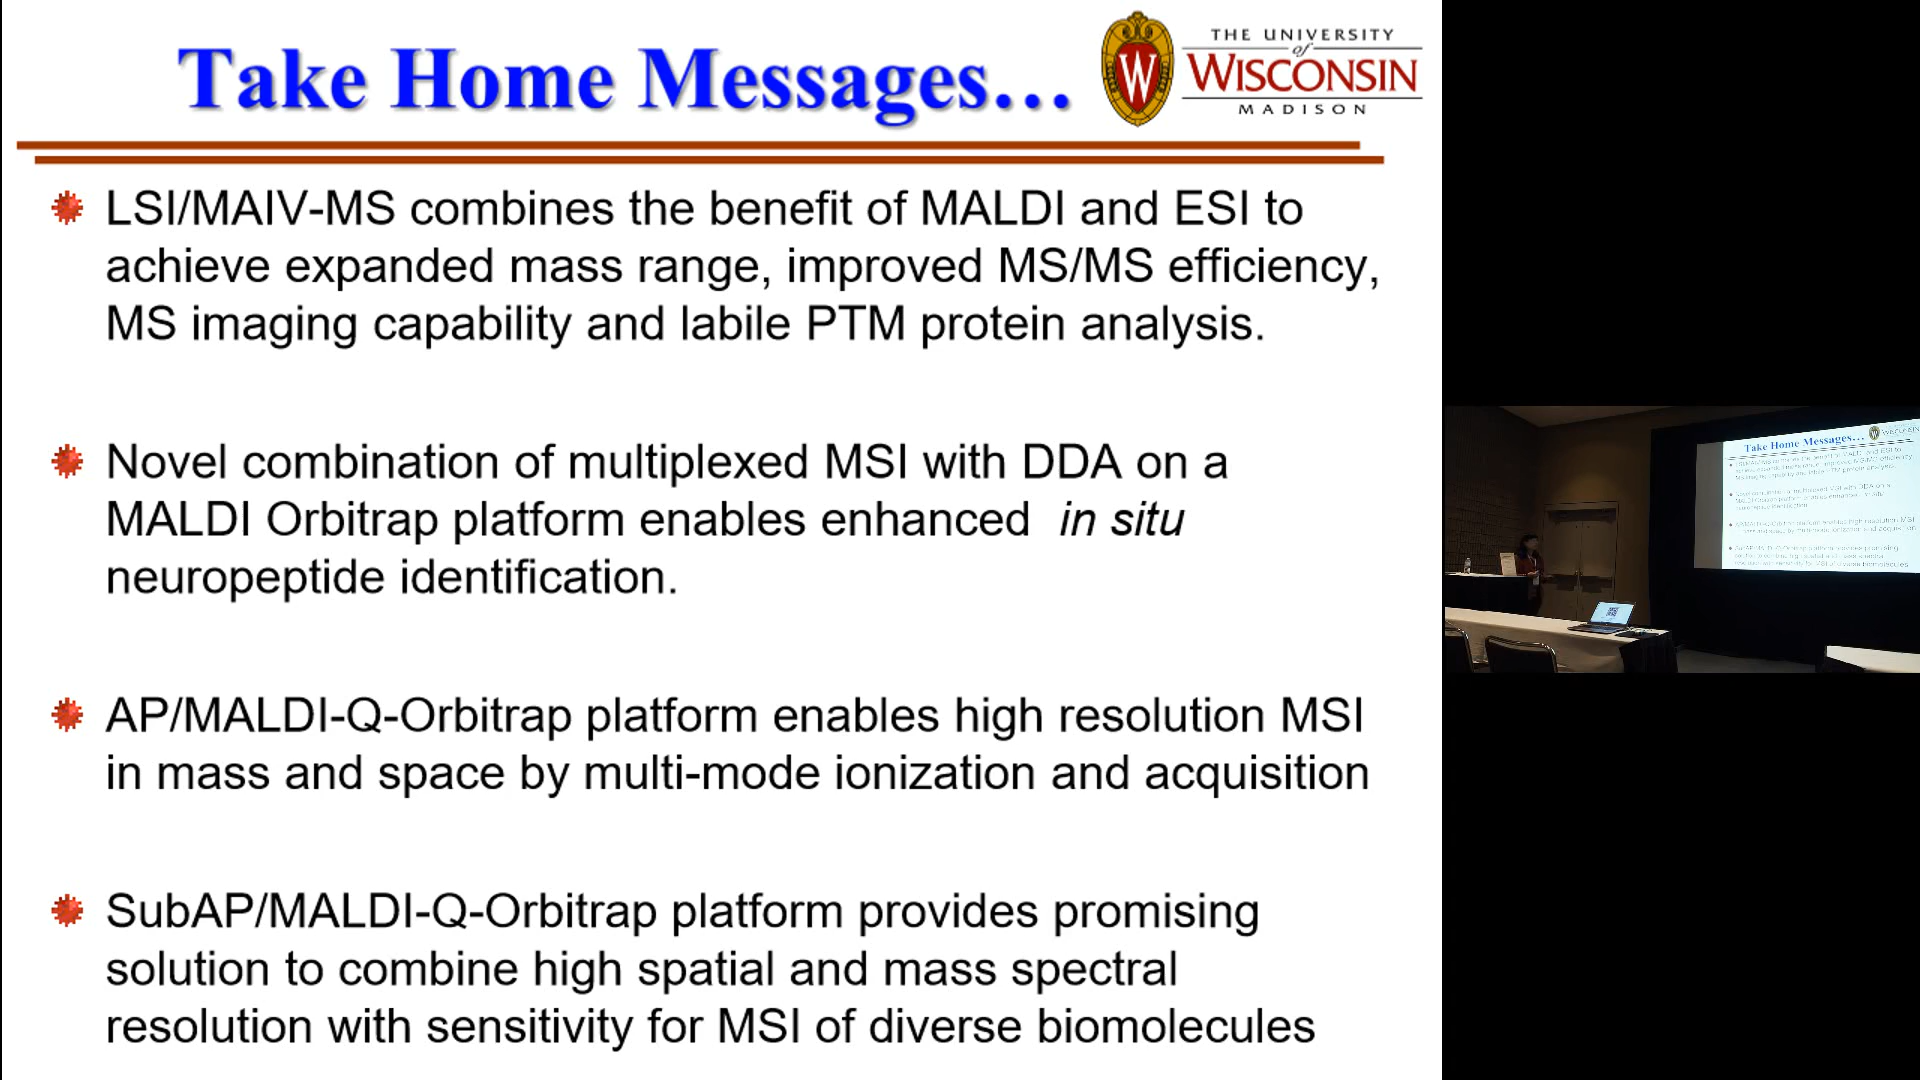 Take Home Messages...
THE UNIVERSITY
of
WISCONSIN
MADISON
LSI/MAIV-MS combines the benefit of MALDI and ESI to
achieve expanded mass range, improved MS/MS efficiency,
MS imaging capability and labile PTM protein analysis.
Novel combination of multiplexed MSI with DDA on a
MALDI Orbitrap platform enables enhanced in situ
neuropeptide identification.
AP/MALDI-Q-Orbitrap platform enables high resolution MSI
in mass and space by multi-mode ionization and acquisition
SubAP/MALDI-Q-Orbitrap platform provides promising
solution to combine high spatial and mass spectral
resolution with sensitivity for MSI of diverse biomolecules
Take Home Messages...
WISCONSIN